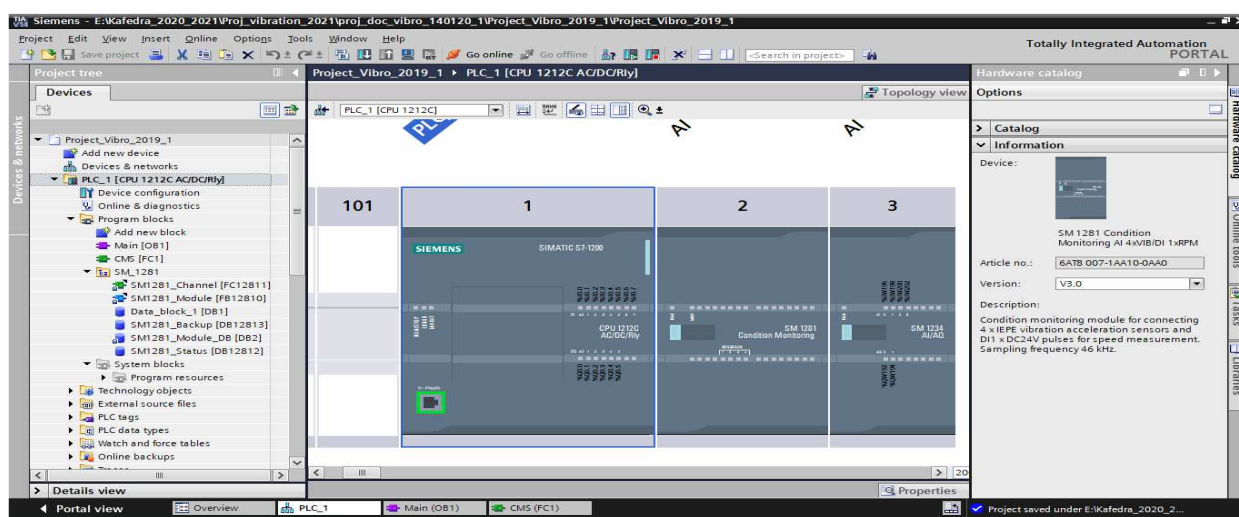 Siemens - E:\Kafedra_2020_2021\Proj_vibration_2021\proj_doc_vibro_140120_1\Project_Vibro_2019_1\Project_Vibro_2019_1
Project Edit View Insert Online Options Tools Window Help
Save project Go online Go offline <Search in project>
Totally Integrated Automation
PORTAL
Project tree
Project_Vibro_2019_1 ▸ PLC_1 [CPU 1212C AC/DC/Rly]
Hardware catalog
Devices
Topology view
Options
PLC_1 [CPU 1212C]
Devices & networks
Project_Vibro_2019_1
Add new device
Devices & networks
PLC_1 [CPU 1212C AC/DC/Rly]
Device configuration
Online & diagnostics
Program blocks
Add new block
Main [OB1]
CMS [FC1]
SM_1281
SM1281_Channel [FC12811]
SM1281_Module [FB12810]
Data_block_1 [DB1]
SM1281_Backup [DB12813]
SM1281_Module_DB [DB2]
SM1281_Status [DB12812]
System blocks
Program resources
Technology objects
External source files
PLC tags
PLC data types
Watch and force tables
Online backups
Details view
AI
AI
101 1 2 3
SIEMENS
SIMATIC S7-1200
CPU 1212C
AC/DC/Rly
SM 1281
Condition Monitoring
SM 1234
AI/AQ
Properties
Catalog
Information
Device:
SM 1281 Condition
Monitoring AI 4xVIB/DI 1xRPM
Article no.: 6AT8 007-1AA10-0AA0
Version: V3.0
Description:
Condition monitoring module for connecting
4 x IEPE vibration acceleration sensors and
DI1 x DC24V pulses for speed measurement.
Sampling frequency 46 kHz.
Hardware catalog
Online tools
Tasks
Libraries
Portal view Overview PLC_1 Main (OB1) CMS (FC1)
Project saved under E:\Kafedra_2020_2...